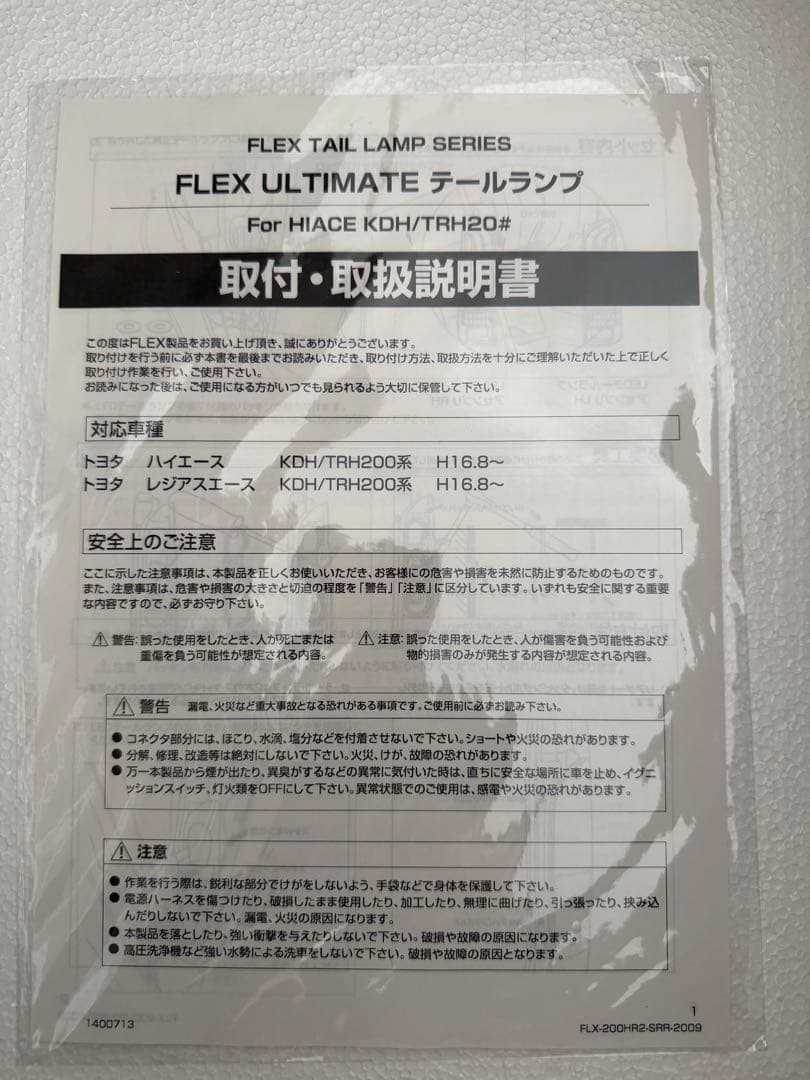 FLEX TAIL LAMP SERIES
FLEX ULTIMATE テールランプ
For HIACE KDH/TRH20#
取付・取扱説明書
この度はFLEX製品をお買い上げ頂き、誠にありがとうございます。
取り付けを行う前に必ず本書を最後までお読みいただき、取り付け方法、取扱方法を十分にご理解いただいた上で正しく
取り付け作業を行い、ご使用下さい。
お読みになった後は、ご使用になる方がいつでも見られるよう大切に保管して下さい。
対応車種
トヨタ ハイエース KDH/TRH200系 H16.8～
トヨタ レジアスエース KDH/TRH200系 H16.8～
安全上のご注意
ここに示した注意事項は、本製品を正しくお使いいただき、お客様にの危害や損害を未然に防止するためのものです。
また、注意事項は、危害や損害の大きさと切迫の程度を「警告」「注意」に区分しています。いずれも安全に関する重要
な内容ですので、必ずお守り下さい。
警告: 誤った使用をしたとき、人が死亡または
重傷を負う可能性が想定される内容。
注意: 誤った使用をしたとき、人が傷害を負う可能性および
物的損害のみが発生する内容が想定される内容。
警告 漏電、火災など重大事故となる恐れがある事項です。ご使用前に必ずお読み下さい。
● コネクタ部分には、ほこり、水滴、塩分などを付着させないで下さい。ショートや火災の恐れがあります。
● 分解、修理、改造等は絶対にしないで下さい。火災、けが、故障の恐れがあります。
● 万一本製品から煙が出たり、異臭がするなどの異常に気付いた時は、直ちに安全な場所に車を止め、イグニ
ッションスイッチ、灯火類をOFFにして下さい。異常状態でのご使用は、感電や火災の恐れがあります。
注意
● 作業を行う際は、鋭利な部分でけがをしないよう、手袋などで身体を保護して下さい。
● 電源ハーネスを傷つけたり、破損したまま使用したり、加工したり、無理に曲げたり、引っ張ったり、挟み込
んだりしないで下さい。漏電、火災の原因になります。
● 本製品を落としたり、強い衝撃を与えたりしないで下さい。破損や故障の原因になります。
● 高圧洗浄機など強い水勢による洗車をしないで下さい。破損や故障の原因となります。
1
1400713
FLX-200HR2-SRR-2009